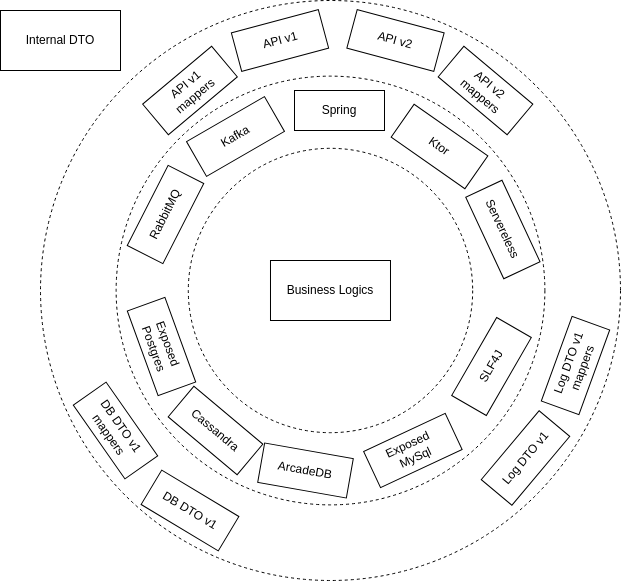 Internal DTO
API v1
API v2
API v1
mappers
API v2
mappers
Kafka
Spring
Ktor
RabbitMQ
Servereless
Business Logics
Exposed
Postgres
SLF4J
Log DTO v1
mappers
DB DTO v1
mappers
Cassandra
ArcadeDB
Exposed
MySql
Log DTO v1
DB DTO v1